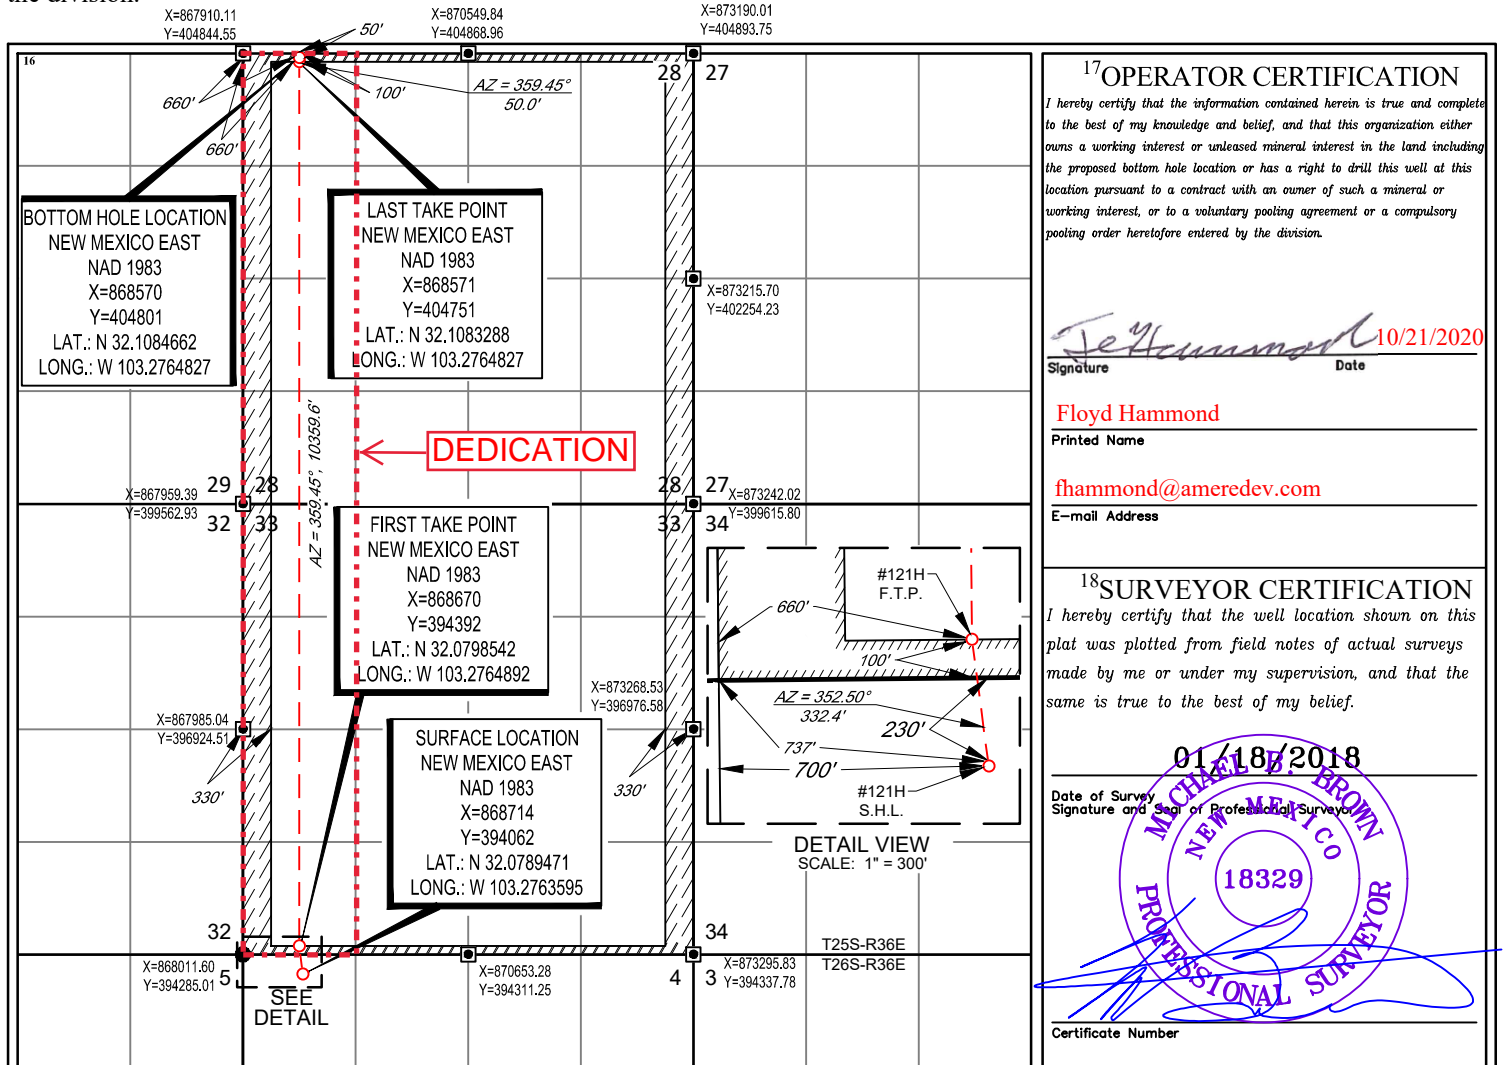 the division.
X=867910.11
Y=404844.55
50'
X=870549.84
Y=404868.96
X=873190.01
Y=404893.75
16
28 27
660'
100'
AZ = 359.45°
50.0'
660'
BOTTOM HOLE LOCATION
NEW MEXICO EAST
NAD 1983
X=868570
Y=404801
LAT.: N 32.1084662
LONG.: W 103.2764827
LAST TAKE POINT
NEW MEXICO EAST
NAD 1983
X=868571
Y=404751
LAT.: N 32.1083288
LONG.: W 103.2764827
X=873215.70
Y=402254.23
AZ = 359.45°, 10359.6'
DEDICATION
29 28
32 33
X=867959.39
Y=399562.93
28 27
33 34
X=873242.02
Y=399615.80
FIRST TAKE POINT
NEW MEXICO EAST
NAD 1983
X=868670
Y=394392
LAT.: N 32.0798542
LONG.: W 103.2764892
X=873268.53
Y=396976.58
X=867985.04
Y=396924.51
330'
330'
SURFACE LOCATION
NEW MEXICO EAST
NAD 1983
X=868714
Y=394062
LAT.: N 32.0789471
LONG.: W 103.2763595
#121H
F.T.P.
660'
100'
AZ = 352.50°
332.4'
230'
737'
700'
#121H
S.H.L.
DETAIL VIEW
SCALE: 1" = 300'
32
5
X=868011.60
Y=394285.01
SEE
DETAIL
X=870653.28
Y=394311.25
34
4 3
X=873295.83
Y=394337.78
T25S-R36E
T26S-R36E
17OPERATOR CERTIFICATION
I hereby certify that the information contained herein is true and complete
to the best of my knowledge and belief, and that this organization either
owns a working interest or unleased mineral interest in the land including
the proposed bottom hole location or has a right to drill this well at this
location pursuant to a contract with an owner of such a mineral or
working interest, or to a voluntary pooling agreement or a compulsory
pooling order heretofore entered by the division.
10/21/2020
Signature Date
Floyd Hammond
Printed Name
fhammond@ameredev.com
E-mail Address
18SURVEYOR CERTIFICATION
I hereby certify that the well location shown on this
plat was plotted from field notes of actual surveys
made by me or under my supervision, and that the
same is true to the best of my belief.
01/18/2018
Date of Survey
Signature and Seal of Professional Surveyor
MICHAEL B. BROWN
NEW MEXICO
18329
PROFESSIONAL SURVEYOR
Certificate Number